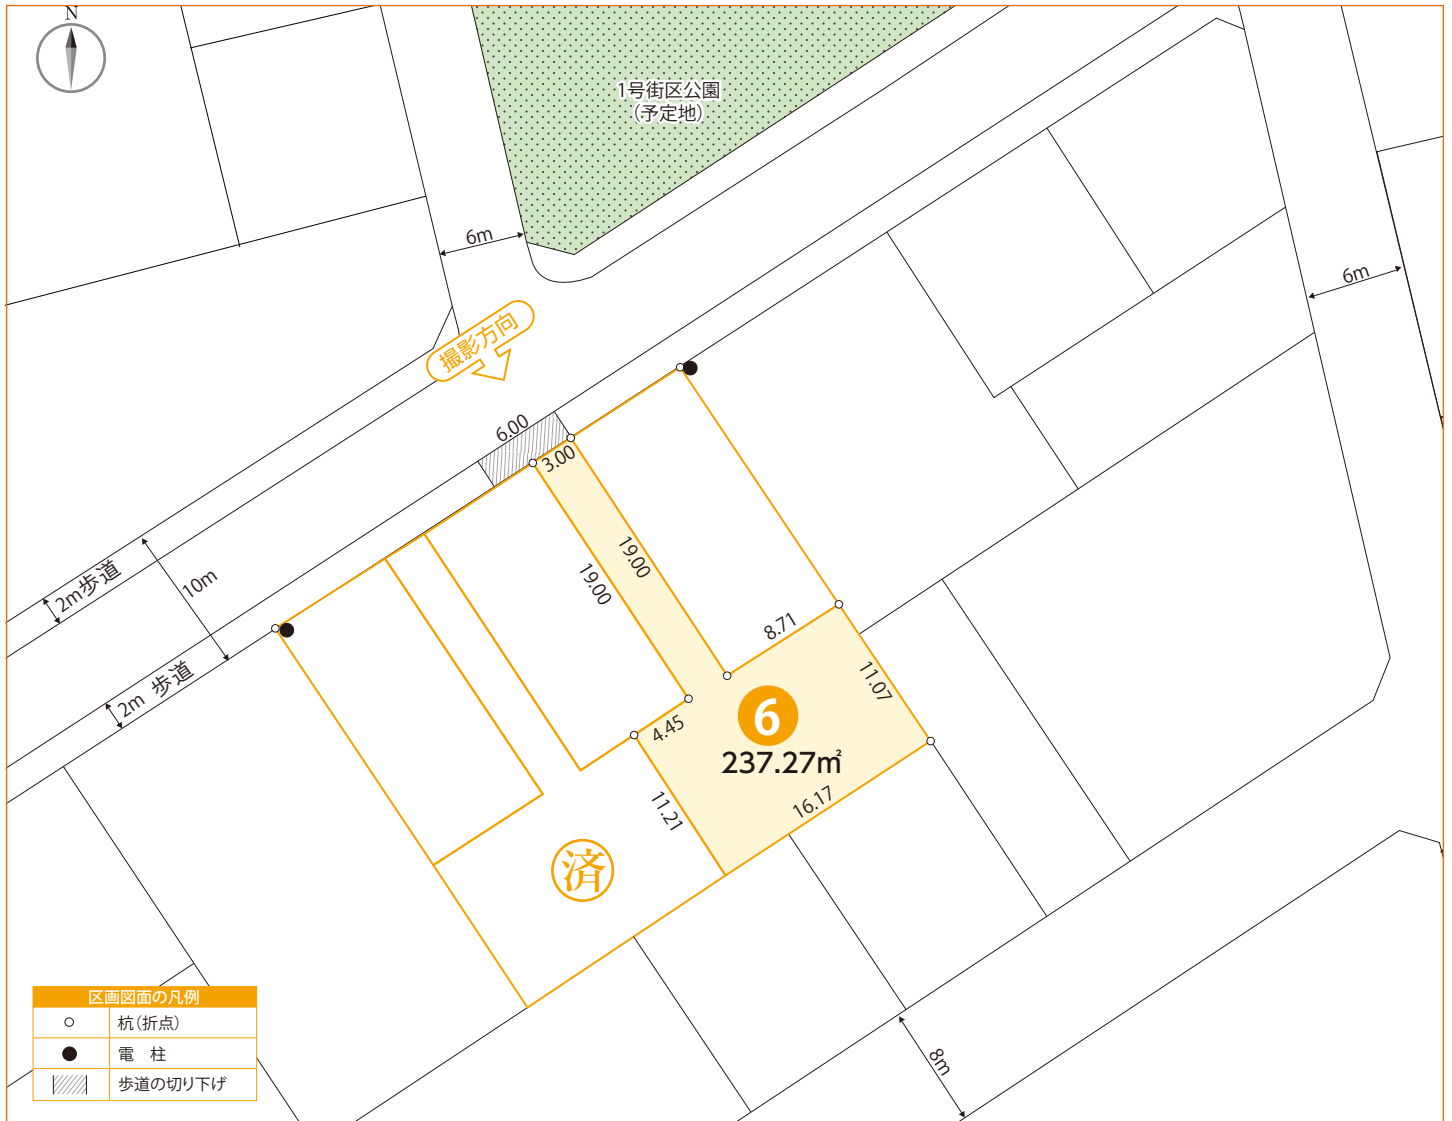 N
1号街区公園
(予定地)
6m
6m
撮影方向
6.00
3.00
19.00
19.00
2m歩道
10m
8.71
2m 歩道
11.07
4.45
6
237.27㎡
11.21
16.17
済
8m
区画図面の凡例
杭(折点)
電 柱
歩道の切り下げ